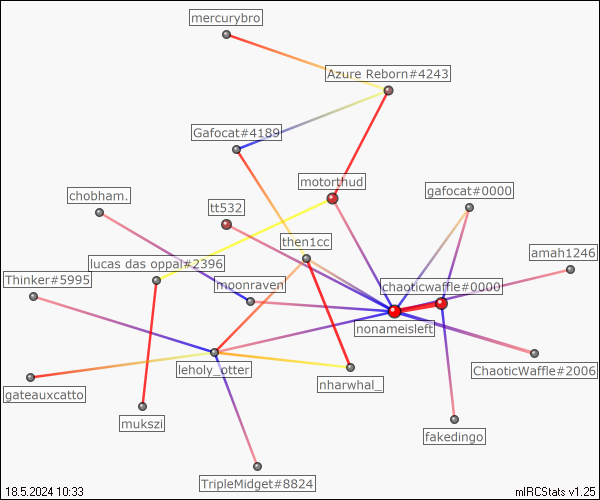 mercurybro
Azure Reborn#4243
Gafocat#4189
motorthud
gafocat#0000
chobham.
tt532
then1cc
amah1246
lucas das oppai#2396
Thinker#5995
moonraven
chaoticwaffle#0000
nonameisleft
leholy_otter
ChaoticWaffle#2006
nharwhal_
gateauxcatto
mukszi
fakedingo
TripleMidget#8824
18.5.2024 10:33
mIRCStats v1.25